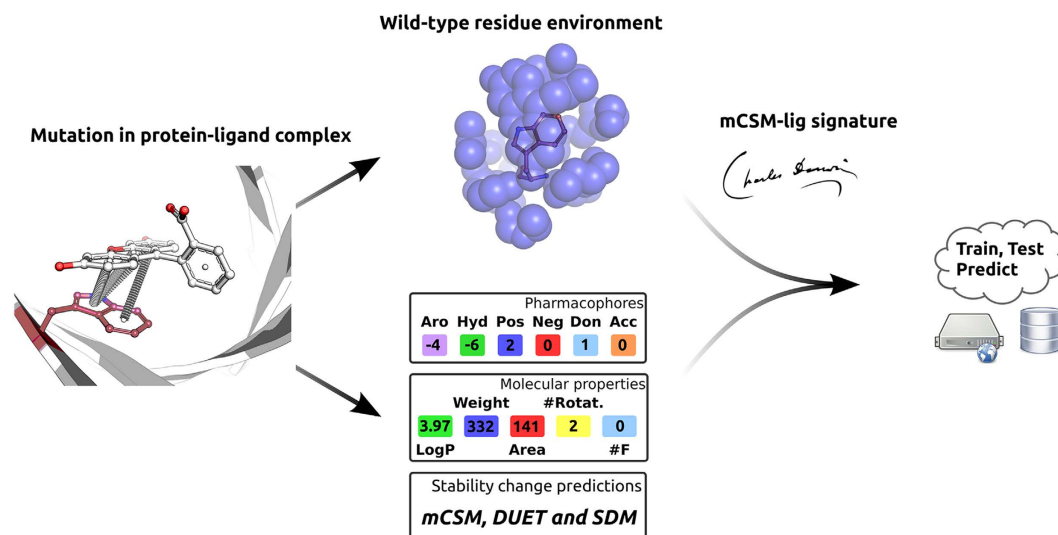 Wild-type residue environment
Mutation in protein-ligand complex
mCSM-lig signature
Charles Darwin
Train, Test
Predict
Pharmacophores
Aro Hyd Pos Neg Don Acc
-4 -6 2 0 1 0
Molecular properties
Weight #Rotat.
3.97 332 141 2 0
LogP Area #F
Stability change predictions
mCSM, DUET and SDM